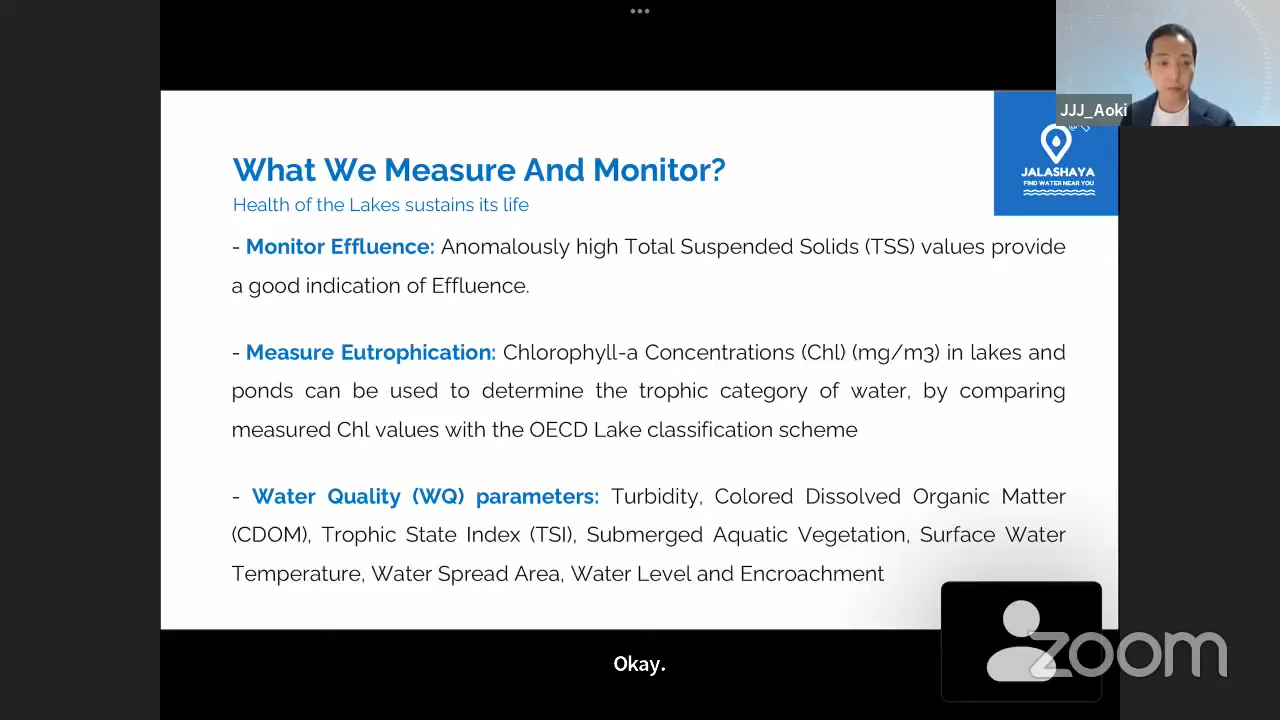 JJJ_Aoki
JALASHAYA
FIND WATER NEAR YOU
What We Measure And Monitor?
Health of the Lakes sustains its life
- Monitor Effluence: Anomalously high Total Suspended Solids (TSS) values provide
a good indication of Effluence.
- Measure Eutrophication: Chlorophyll-a Concentrations (Chl) (mg/m3) in lakes and
ponds can be used to determine the trophic category of water, by comparing
measured Chl values with the OECD Lake classification scheme
- Water Quality (WQ) parameters: Turbidity, Colored Dissolved Organic Matter
(CDOM), Trophic State Index (TSI), Submerged Aquatic Vegetation, Surface Water
Temperature, Water Spread Area, Water Level and Encroachment
Okay.
zoom